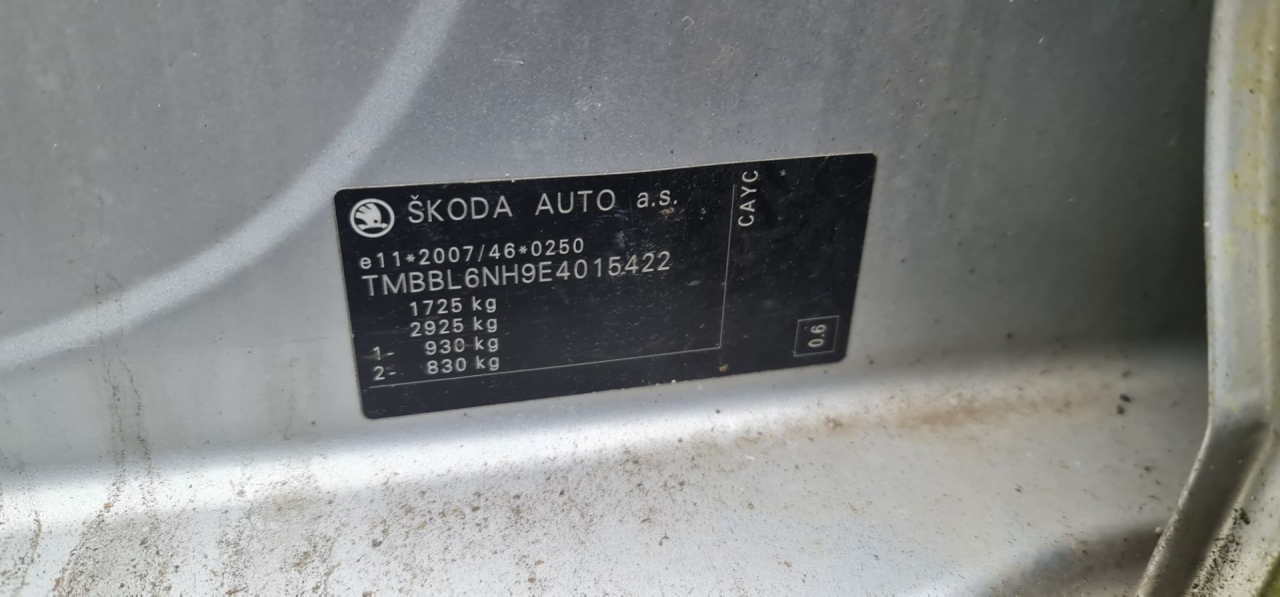 ŠKODA AUTO a.s.
e11*2007/46*0250
TMBBL6NH9E4015422
1725 kg
2925 kg
1- 930 kg
2- 830 kg
CAYC
0.6